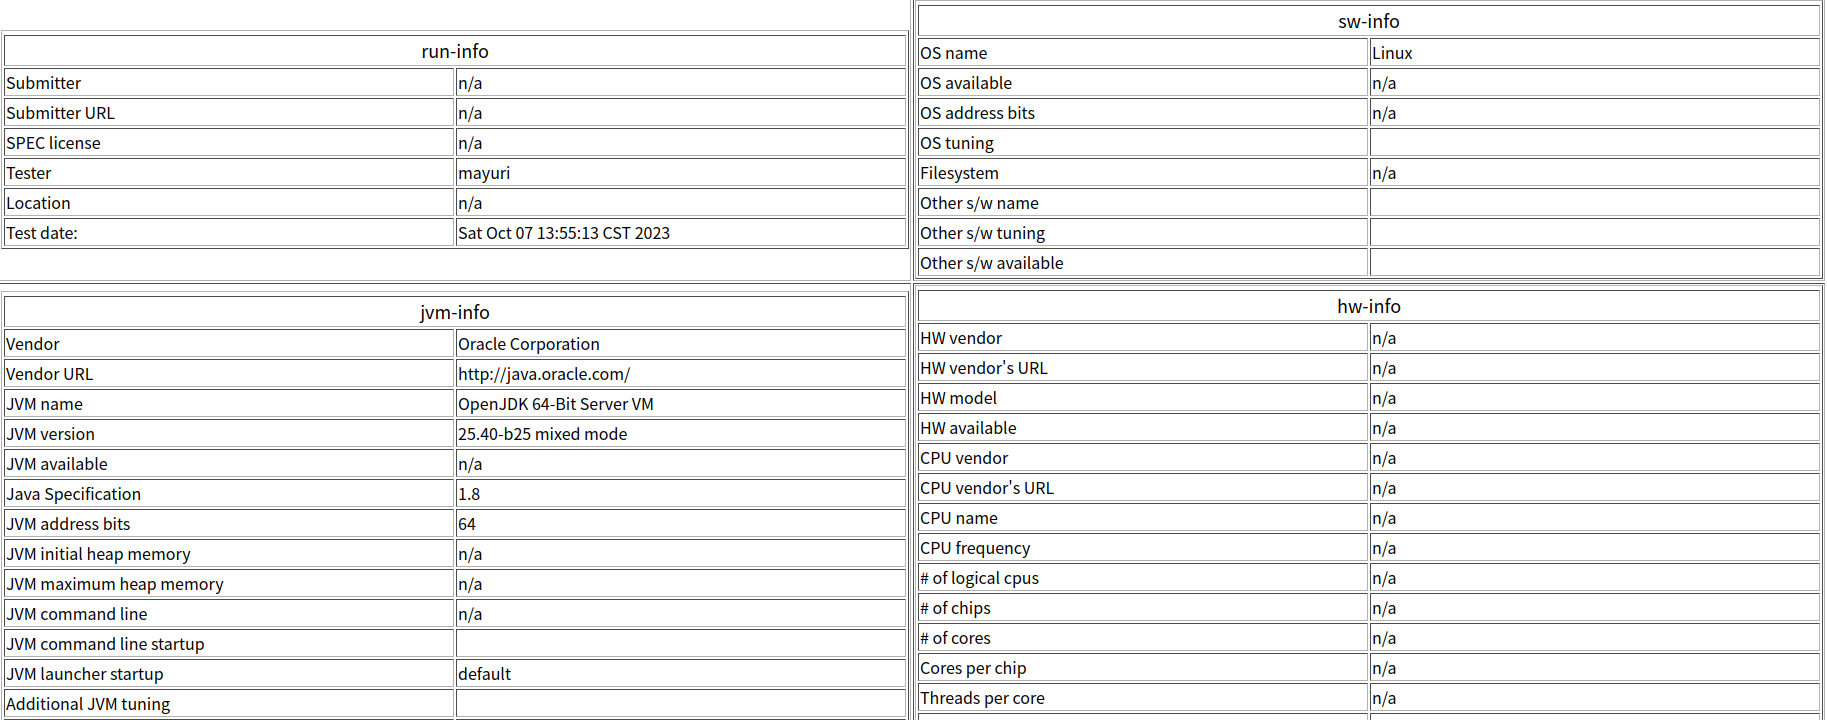 run-info
Submitter n/a
Submitter URL n/a
SPEC license n/a
Tester mayuri
Location n/a
Test date: Sat Oct 07 13:55:13 CST 2023
sw-info
OS name Linux
OS available n/a
OS address bits n/a
OS tuning
Filesystem n/a
Other s/w name
Other s/w tuning
Other s/w available
jvm-info
Vendor Oracle Corporation
Vendor URL http://java.oracle.com/
JVM name OpenJDK 64-Bit Server VM
JVM version 25.40-b25 mixed mode
JVM available n/a
Java Specification 1.8
JVM address bits 64
JVM initial heap memory n/a
JVM maximum heap memory n/a
JVM command line n/a
JVM command line startup
JVM launcher startup default
Additional JVM tuning
hw-info
HW vendor n/a
HW vendor's URL n/a
HW model n/a
HW available n/a
CPU vendor n/a
CPU vendor's URL n/a
CPU name n/a
CPU frequency n/a
# of logical cpus n/a
# of chips n/a
# of cores n/a
Cores per chip n/a
Threads per core n/a